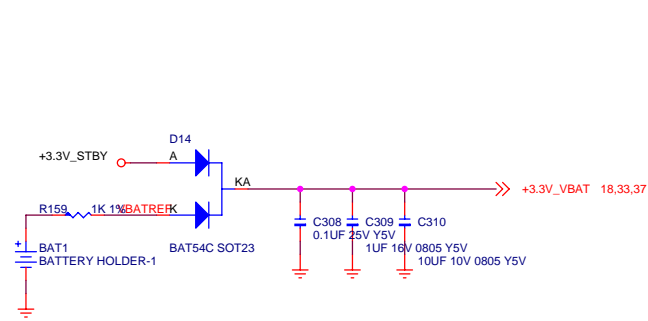 D14
+3.3V_STBY
A
KA
+3.3V_VBAT 18,33,37
R159 1K 1% VBATREF K
C308 C309 C310
0.1UF 25V Y5V
+ BAT1 BAT54C SOT23 1UF 16V 0805 Y5V
BATTERY HOLDER-1 10UF 10V 0805 Y5V